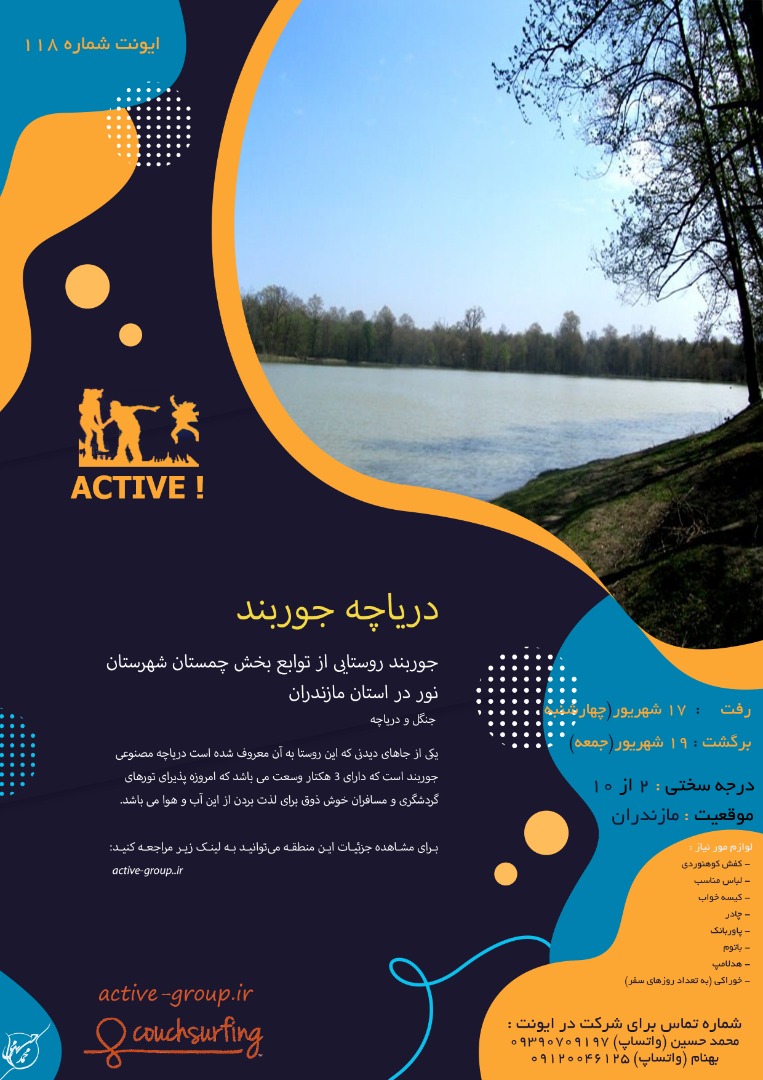 ایونت شماره ۱۱۸
ACTIVE !
دریاچه جوربند
جوربند روستایی از توابع بخش چمستان شهرستان
نور در استان مازندران
جنگل و دریاچه
یکی از جاهای دیدنی که این روستا به آن معروف شده است دریاچه مصنوعی
جوربند است که دارای 3 هکتار وسعت می باشد که امروزه پذیرای تورهای
گردشگری و مسافران خوش ذوق برای لذت بردن از این آب و هوا می باشد.
برای مشاهده جزئیات این منطقه می‌توانید به لینک زیر مراجعه کنید:
active-group..ir
رفت : ۱۷ شهریور(چهارشنبه)
برگشت : ۱۹ شهریور(جمعه)
درجه سختی : ۲ از ۱۰
موقعیت : مازندران
لوازم مور نیاز :
- کفش کوهنوردی
- لباس مناسب
- کیسه خواب
- چادر
- پاوربانک
- باتوم
- هدلامپ
- خوراکی (به تعداد روزهای سفر)
شماره تماس برای شرکت در ایونت :
محمد حسین (واتساپ) ۰۹۳۹۰۷۰۹۱۹۷
بهنام (واتساپ) ۰۹۱۲۰۰۴۶۱۲۵
active-group.ir
couchsurfing